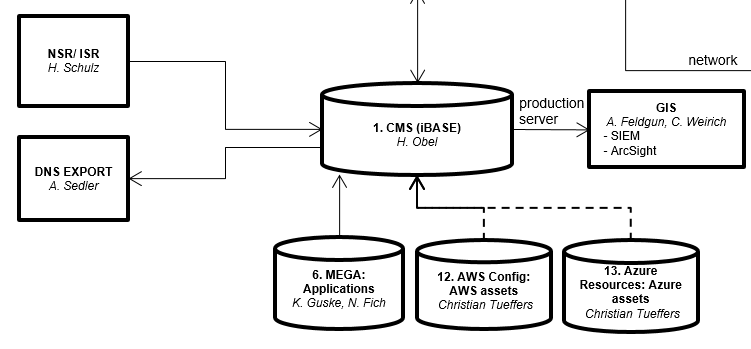 network
NSR/ ISR
H. Schulz
production
server
GIS
A. Feldgun, C. Weirich
- SIEM
- ArcSight
1. CMS (iBASE)
H. Obel
DNS EXPORT
A. Sedler
6. MEGA:
Applications
K. Guske, N. Fich
12. AWS Config:
AWS assets
Christian Tueffers
13. Azure
Resources: Azure
assets
Christian Tueffers